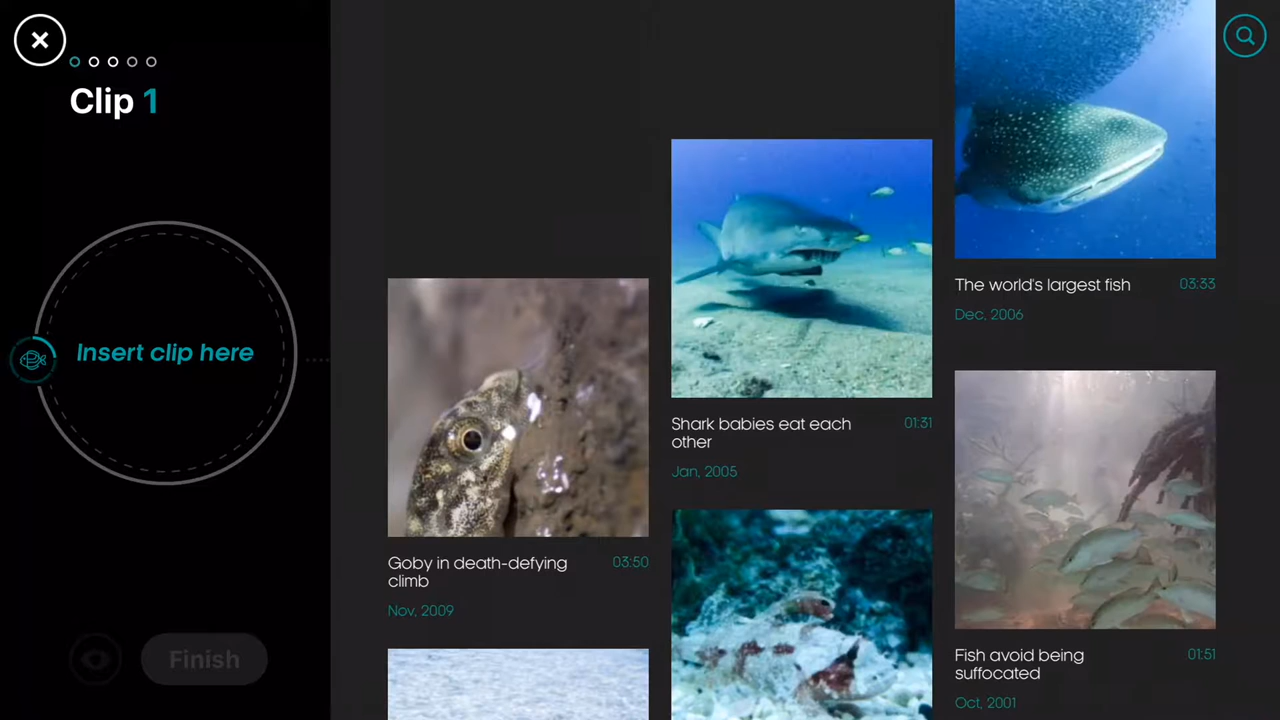 Clip 1
Insert clip here
Finish
Goby in death-defying
climb
03:50
Nov, 2009
Shark babies eat each
other
01:31
Jan, 2005
The world's largest fish
03:33
Dec. 2006
Fish avoid being
suffocated
01:51
Oct, 2001